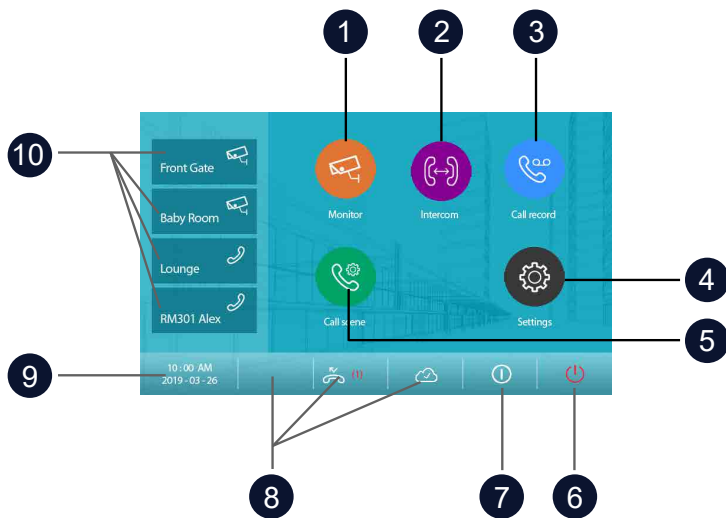 1
2
3
10
Front Gate
Baby Room
Lounge
RM301 Alex
Monitor
Intercom
Call record
4
Call scene
Settings
5
9
10:00 AM
2019-03-26
(1)
8
7
6